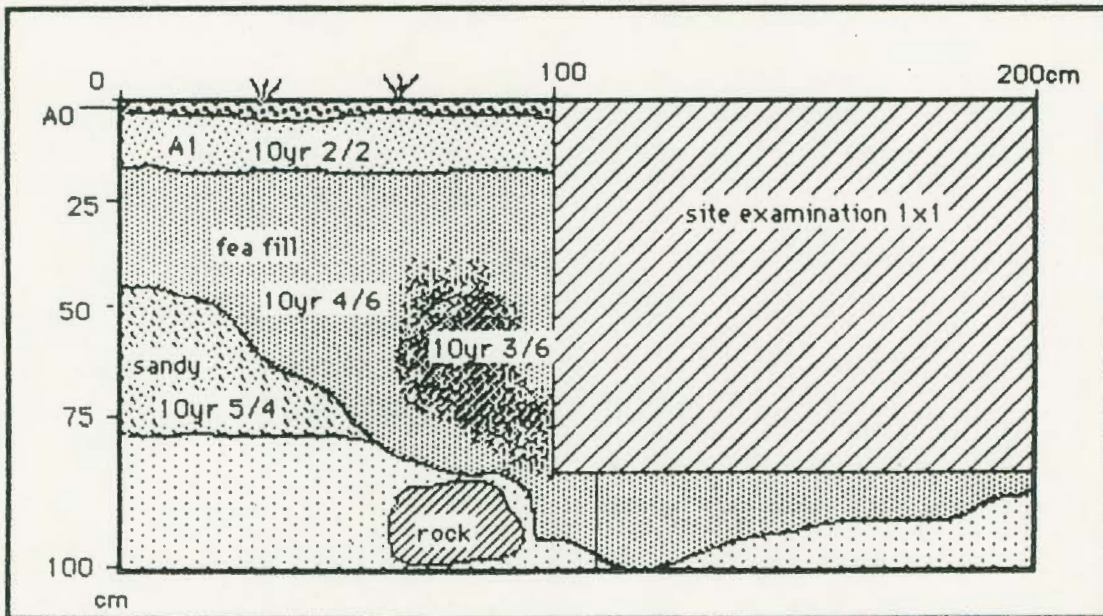 0
100
200cm
A0
A1
10yr 2/2
25
site examination 1x1
fea fill
50
10yr 4/6
10yr 3/6
sandy
10yr 5/4
75
rock
100
cm